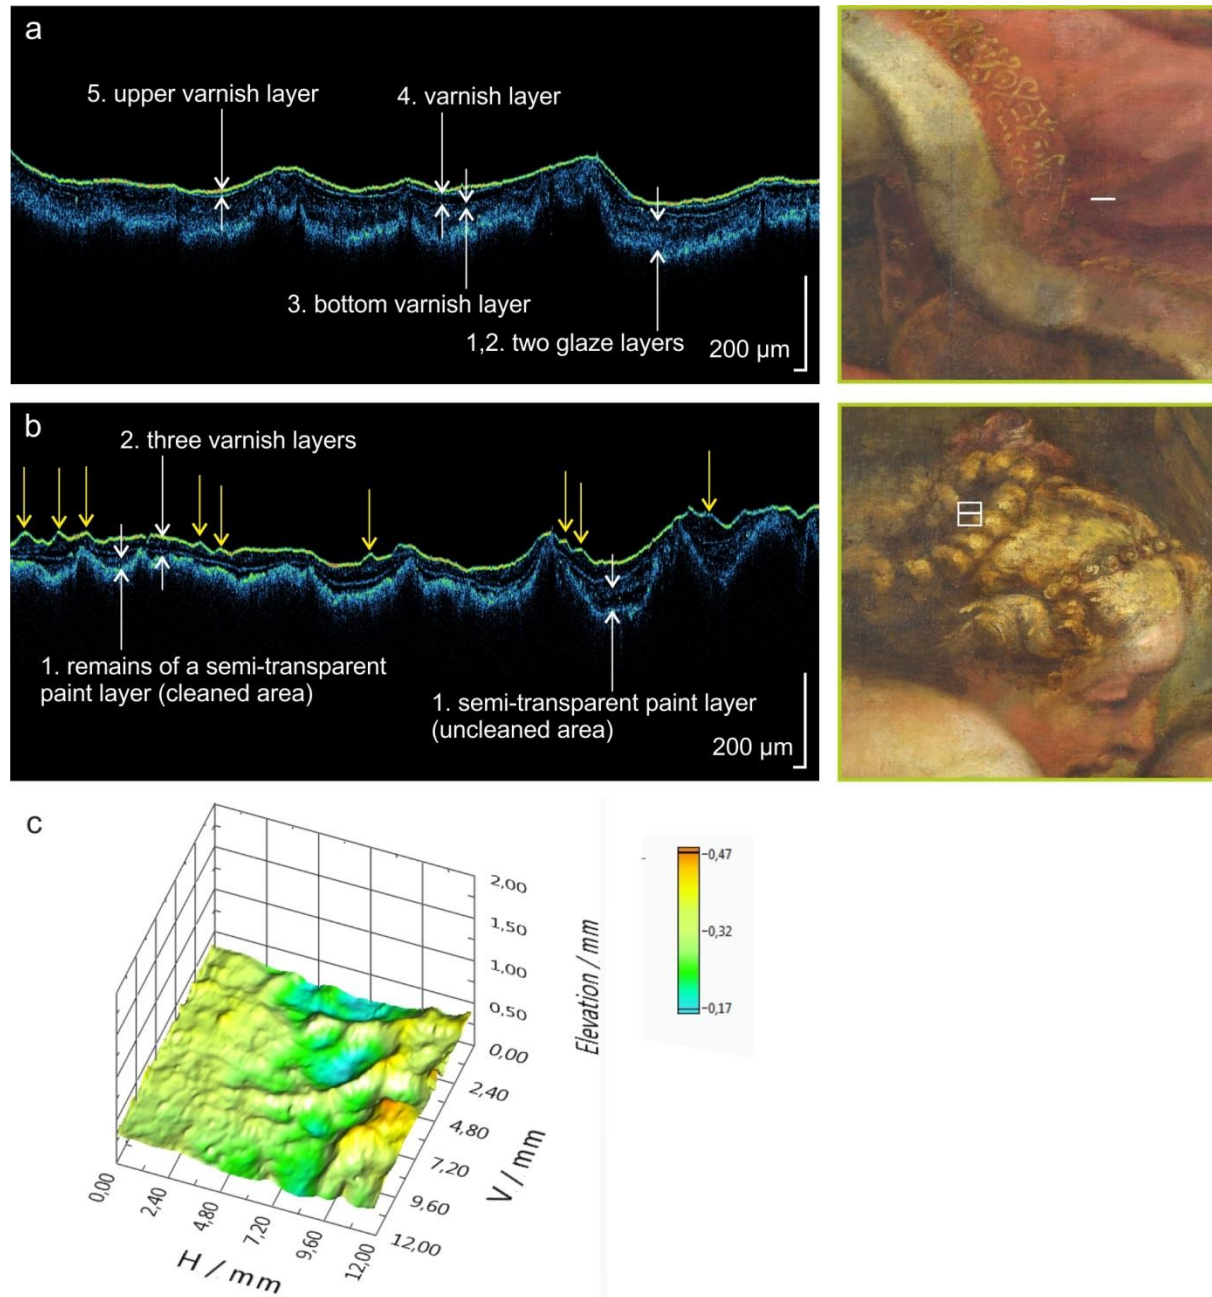 a
5. upper varnish layer
4. varnish layer
3. bottom varnish layer
1,2. two glaze layers
200 µm
b
2. three varnish layers
1. remains of a semi-transparent
paint layer (cleaned area)
1. semi-transparent paint layer
(uncleaned area)
200 µm
c
2,00
1,50
1,00
0,50
0,00
Elevation / mm
0,47
0,32
0,17
2,40
4,80
7,20
9,60
12,00
V / mm
0,00
2,40
4,80
7,20
9,60
12,00
H / mm